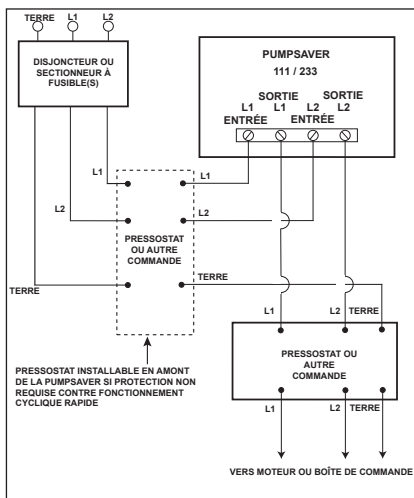 TERRE L1 L2
DISJONCTEUR OU
SECTIONNEUR À
FUSIBLE(S)
PUMPSAVER
111 / 233
SORTIE SORTIE
L1 L1 L2 L2
ENTRÉE ENTRÉE
L1
L1
L2
L2
PRESSOSTAT
OU AUTRE
COMMANDE
TERRE
TERRE
L1 L2 TERRE
PRESSOSTAT OU
AUTRE
COMMANDE
PRESSOSTAT INSTALLABLE EN AMONT
DE LA PUMPSAVER SI PROTECTION NON
REQUISE CONTRE FONCTIONNEMENT
CYCLIQUE RAPIDE
L1 L2 TERRE
VERS MOTEUR OU BOÎTE DE COMMANDE